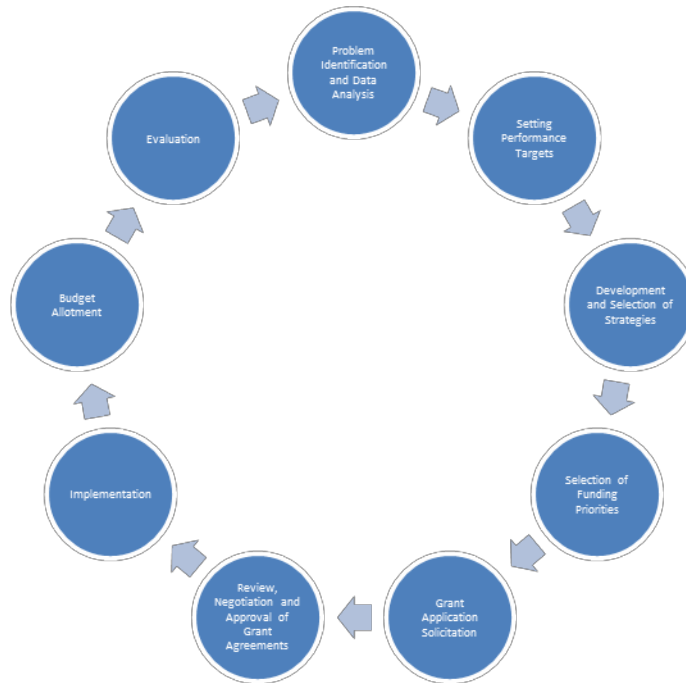 Problem
Identification
and Data
Analysis
Setting
Performance
Targets
Development
and Selection of
Strategies
Selection of
Funding
Priorities
Grant
Application
Solicitation
Review,
Negotiation and
Approval of
Grant
Agreements
Implementation
Budget
Allotment
Evaluation